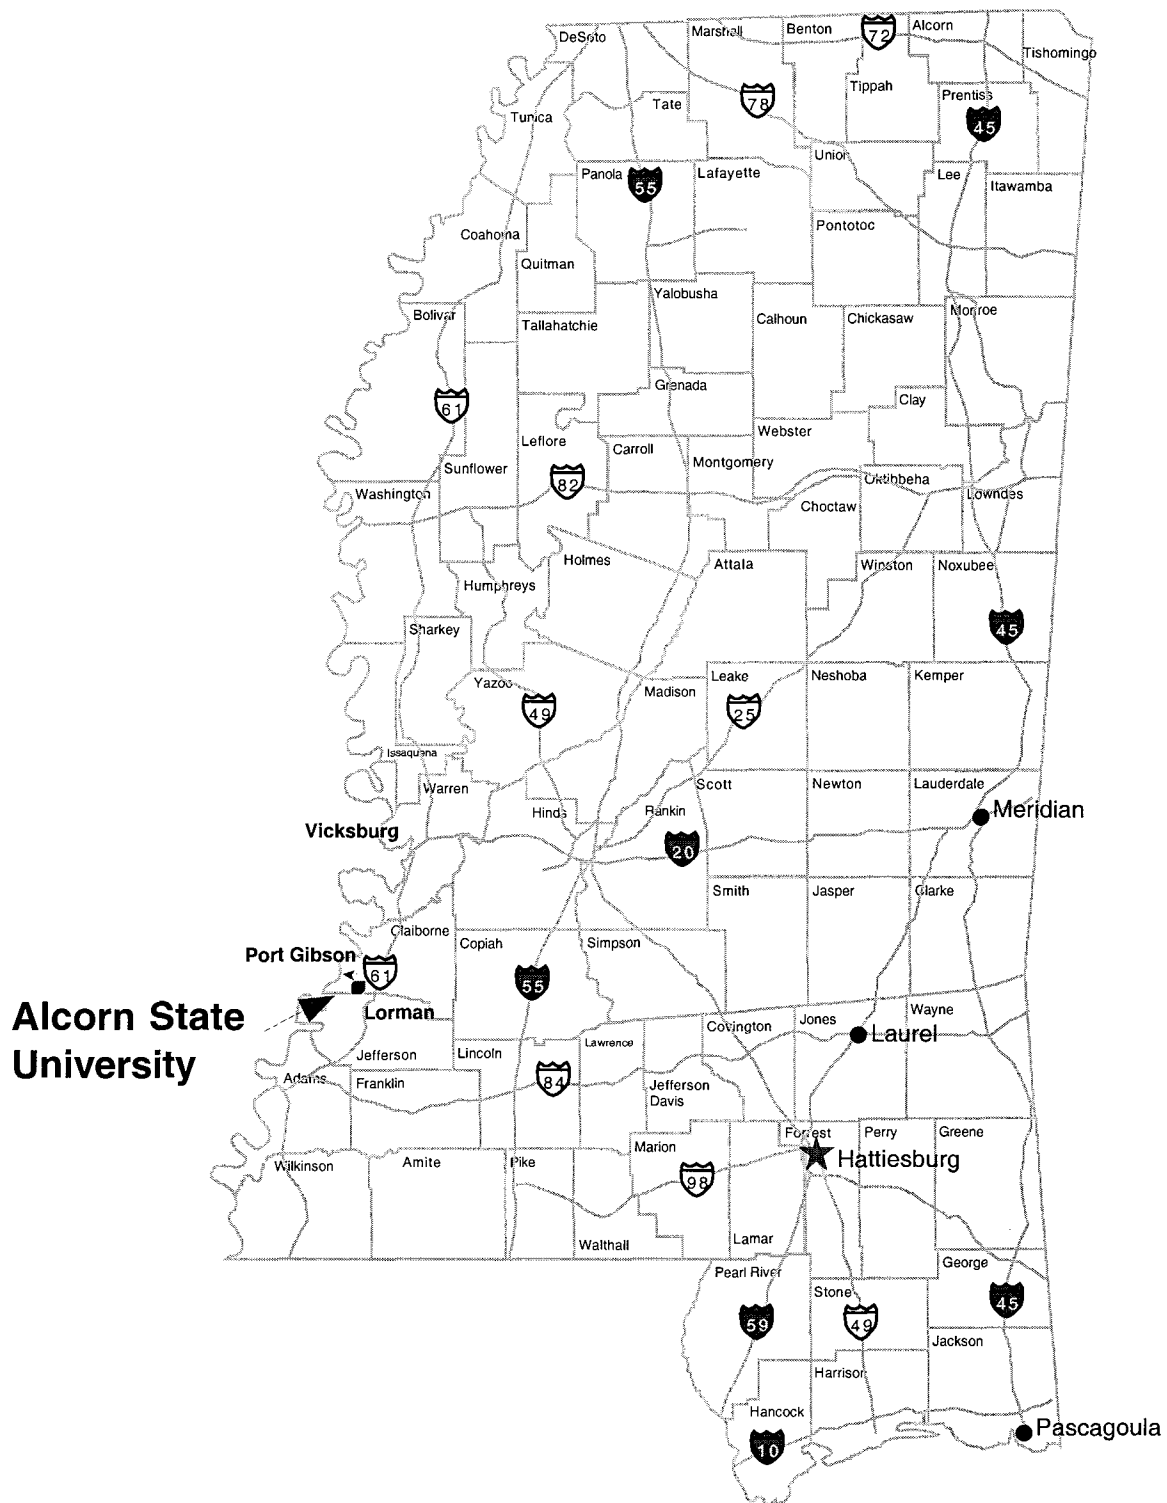 DeSoto
Marshall
Benton
72
Alcorn
Tishomingo
Tunica
Tate
78
Tippah
Prentiss
45
Panola
55
Lafayette
Union
Lee
Itawamba
Coahoma
Quitman
Pontotoc
Bolivar
Tallahatchie
Yalobusha
Calhoun
Chickasaw
Monroe
61
Grenada
Clay
Leflore
Carroll
Webster
Sunflower
82
Montgomery
Oktibbeha
Washington
Choctaw
Lowndes
Holmes
Attala
Winston
Noxubee
Humphreys
Sharkey
45
Yazoo
Madison
Leake
Neshoba
Kemper
49
25
Issaquena
Warren
Scott
Newton
Lauderdale
Hinds
Rankin
Meridian
Vicksburg
20
Smith
Jasper
Clarke
Claiborne
Copiah
Simpson
Port Gibson
61
55
Alcorn State
University
Lorman
Covington
Jones
Wayne
Laurel
Jefferson
Lincoln
Lawrence
Adams
Franklin
84
Jefferson
Davis
Forrest
Perry
Greene
Marion
Hattiesburg
Wilkinson
Amite
Pike
98
Walthall
Lamar
Pearl River
George
Stone
59
49
45
Jackson
Harrison
Hancock
10
Pascagoula